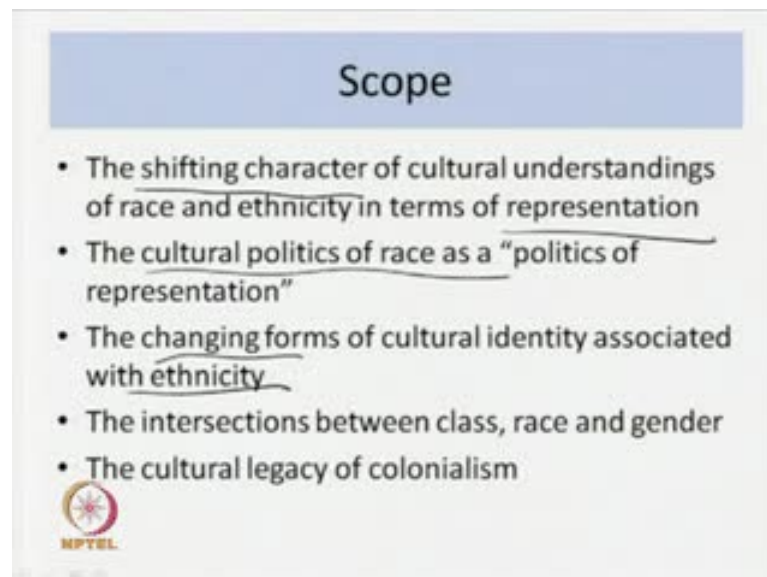 Scope
• The shifting character of cultural understandings
of race and ethnicity in terms of representation
• The cultural politics of race as a “politics of
representation”
• The changing forms of cultural identity associated
with ethnicity
• The intersections between class, race and gender
• The cultural legacy of colonialism
NPTEL